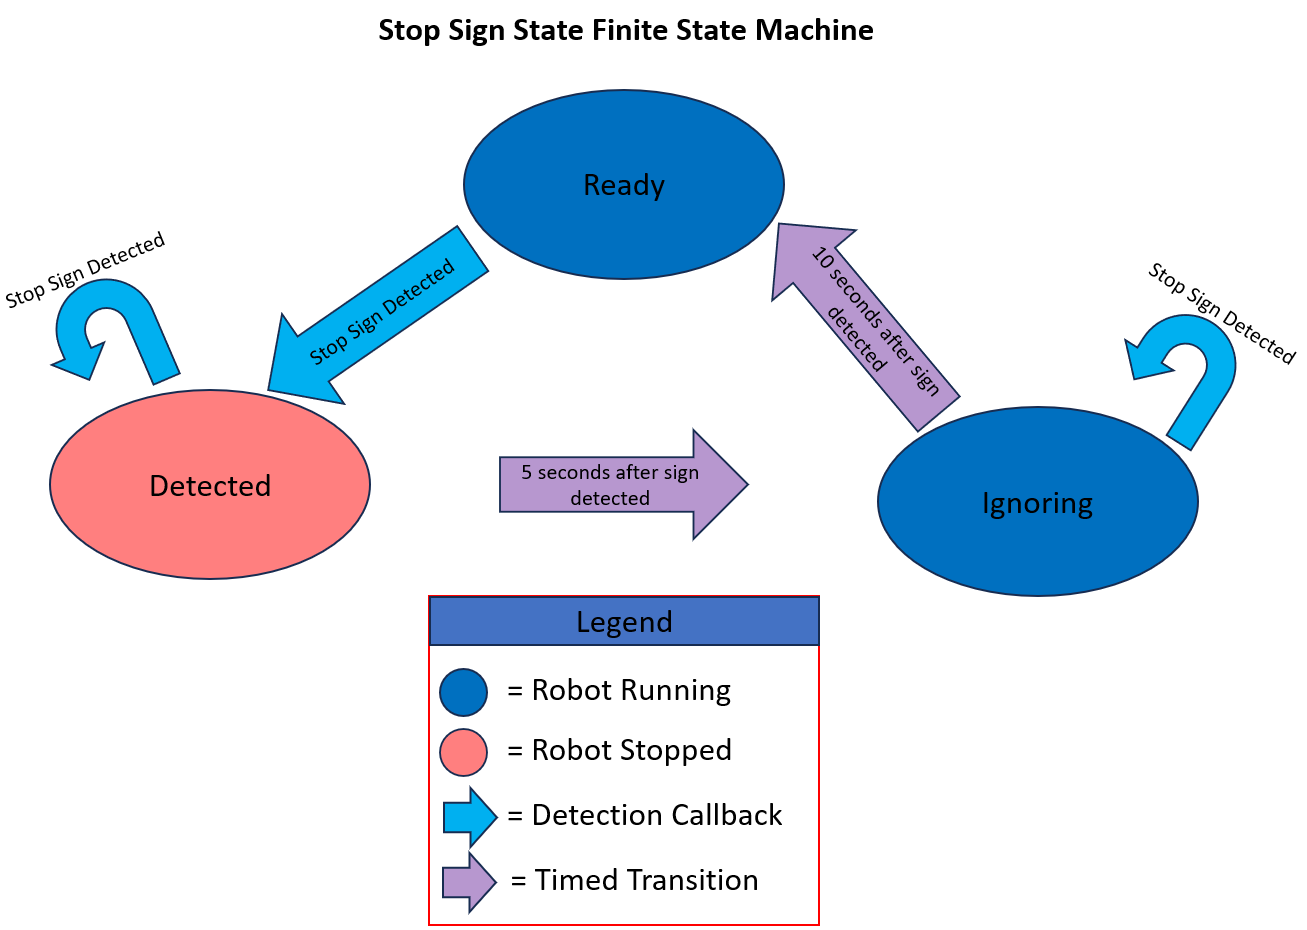 Stop Sign State Finite State Machine
Ready
Stop Sign Detected
Stop Sign Detected
10 seconds after sign
detected
Stop Sign Detected
Detected
5 seconds after sign
detected
Ignoring
Legend
= Robot Running
= Robot Stopped
= Detection Callback
= Timed Transition